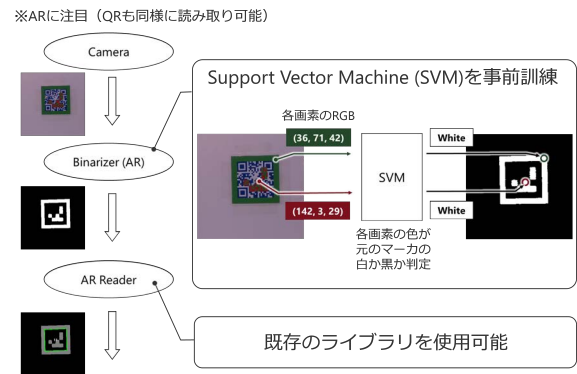 ※ARに注目（QRも同様に読み取り可能）
Camera
Binarizer (AR)
AR Reader
Support Vector Machine (SVM)を事前訓練
各画素のRGB
(36, 71, 42)
White
SVM
(142, 3, 29)
White
各画素の色が
元のマーカの
白か黒か判定
既存のライブラリを使用可能